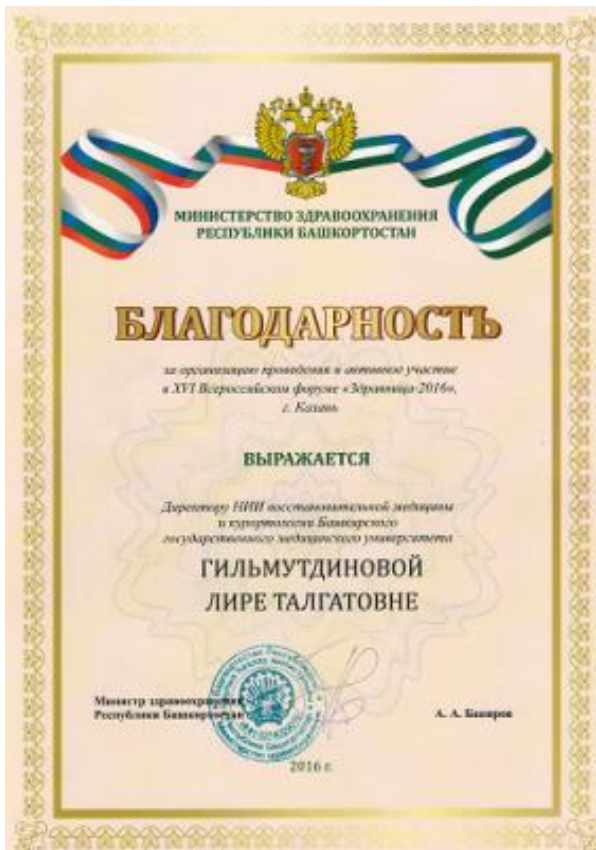 МИНИСТЕРСТВО ЗДРАВООХРАНЕНИЯ
РЕСПУБЛИКИ БАШКОРТОСТАН
БЛАГОДАРНОСТЬ
за организацию проведения и активное участие
в XVI Всероссийском форуме «Здравница-2016»,
г. Казань
ВЫРАЖАЕТСЯ
Директору НИИ восстановительной медицины
и курортологии Башкирского
государственного медицинского университета
ГИЛЬМУТДИНОВОЙ
ЛИРЕ ТАЛГАТОВНЕ
Министр здравоохранения
Республики Башкортостан
А. А. Бакиров
2016 г.